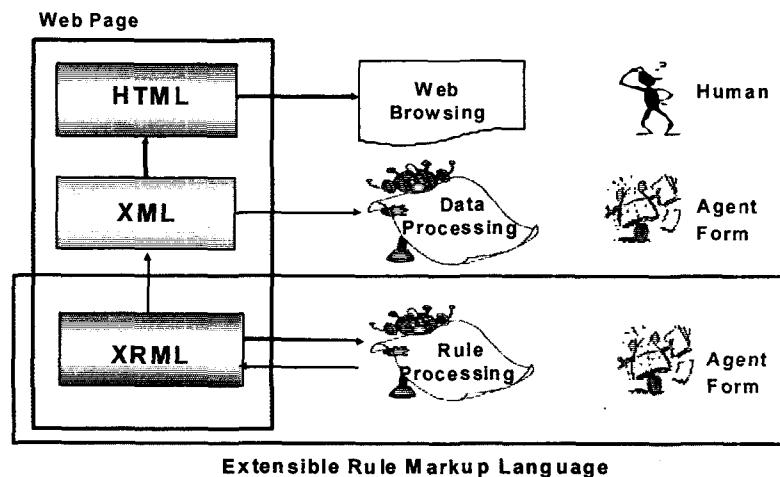 Web Page
HTML
Web
Browsing
Human
XML
Data
Processing
Agent
Form
XRML
Rule
Processing
Agent
Form
Extensible Rule Markup Language